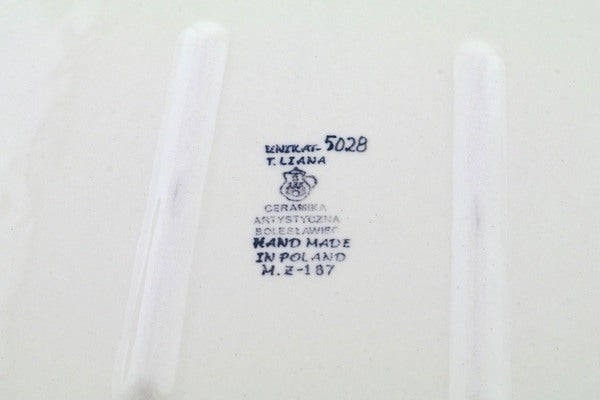 UNIKAT-5028
T. LIANA
CERAMIKA
ARTYSTYCZNA
BOLESŁAWIEC
HAND MADE
IN POLAND
M.Z-187